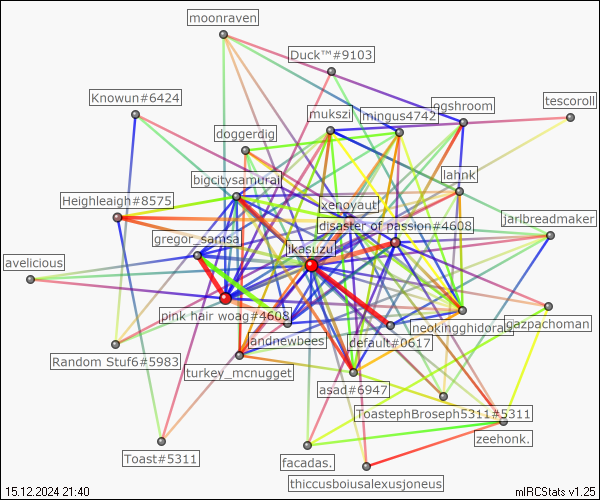 moonraven
Duck™#9103
Knowun#6424
tescoroll
ogshroom
mukszi
mingus4742
doggerdig
lahnk
bigcitysamurai
Heighleaigh#8575
xenoyaut
jarlbreadmaker
disaster of passion#4608
gregor_samsa
jkasuzu
avelicious
pink hair woag#4608
neokingghidorah
gazpachoman
andnewbees
default#0617
Random Stuf6#5983
turkey_mcnugget
asad#6947
ToastephBroseph5311#5311
zeehonk.
Toast#5311
facadas.
thiccusboiusalexusjoneus
15.12.2024 21:40
mIRCStats v1.25